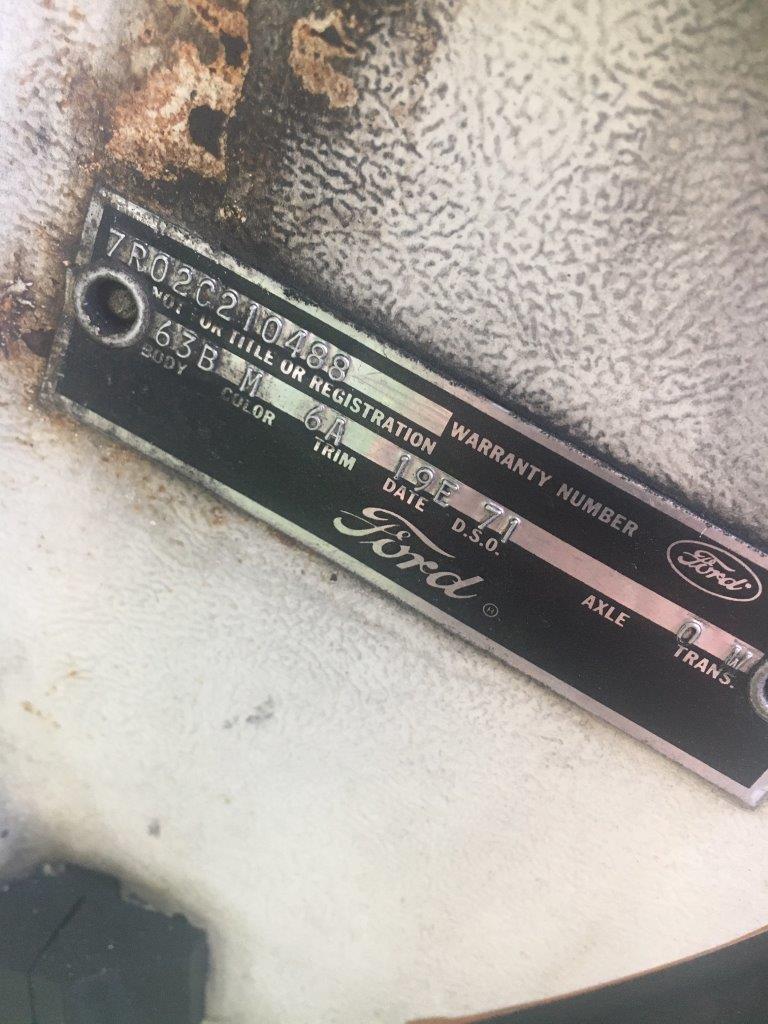 7R02C210488
NOT FOR TITLE OR REGISTRATION WARRANTY NUMBER
63B M 6A 19E 71 0 W
BODY COLOR TRIM DATE D.S.O. AXLE TRANS.
Ford
Ford